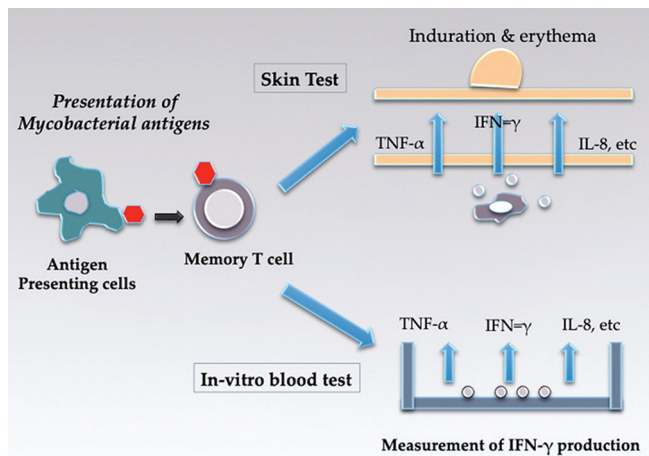 Induration & erythema
Skin Test
Presentation of
Mycobacterial antigens
TNF-α
IFN=γ
IL-8, etc
Antigen
Presenting cells
Memory T cell
TNF-α
IFN=γ
IL-8, etc
In-vitro blood test
Measurement of IFN-γ production